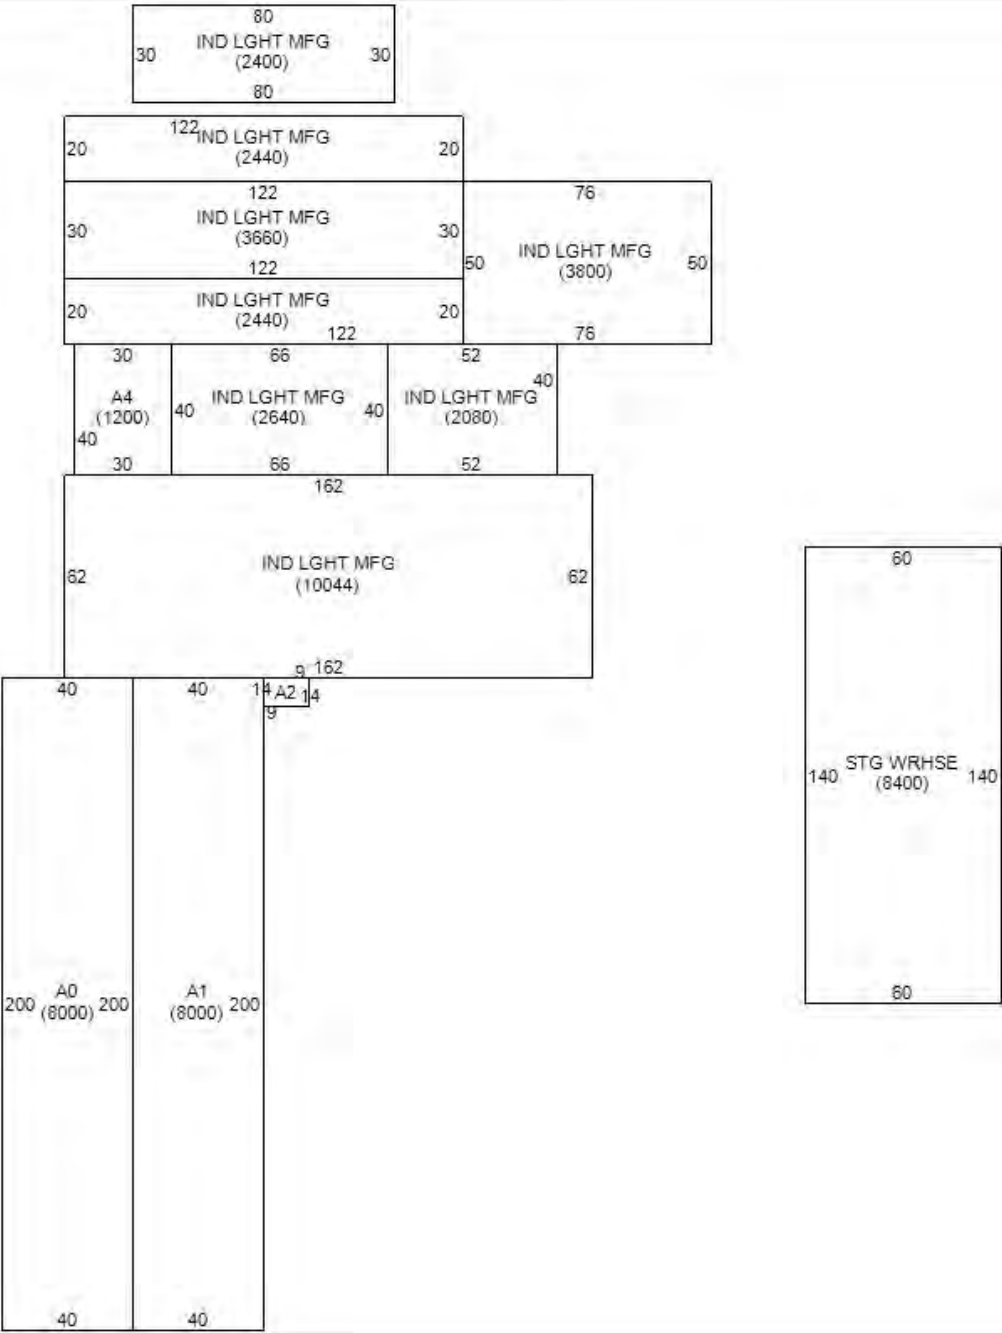 80
IND LGHT MFG
30 30
(2400)
80
122
IND LGHT MFG
20 20
(2440)
122 76
IND LGHT MFG
30 30
(3660)
IND LGHT MFG
50 50
(3800)
122
IND LGHT MFG
20 20
(2440)
122 76
30 66 52
40
A4 IND LGHT MFG IND LGHT MFG
(1200) 40 (2640) 40 (2080)
40
30 66 52
162
IND LGHT MFG
62 62
(10044)
9 162
40 40 14 A2 14
9
60
STG WRHSE
140 140
(8400)
60
A0 A1
200 (8000) 200 (8000) 200
40 40